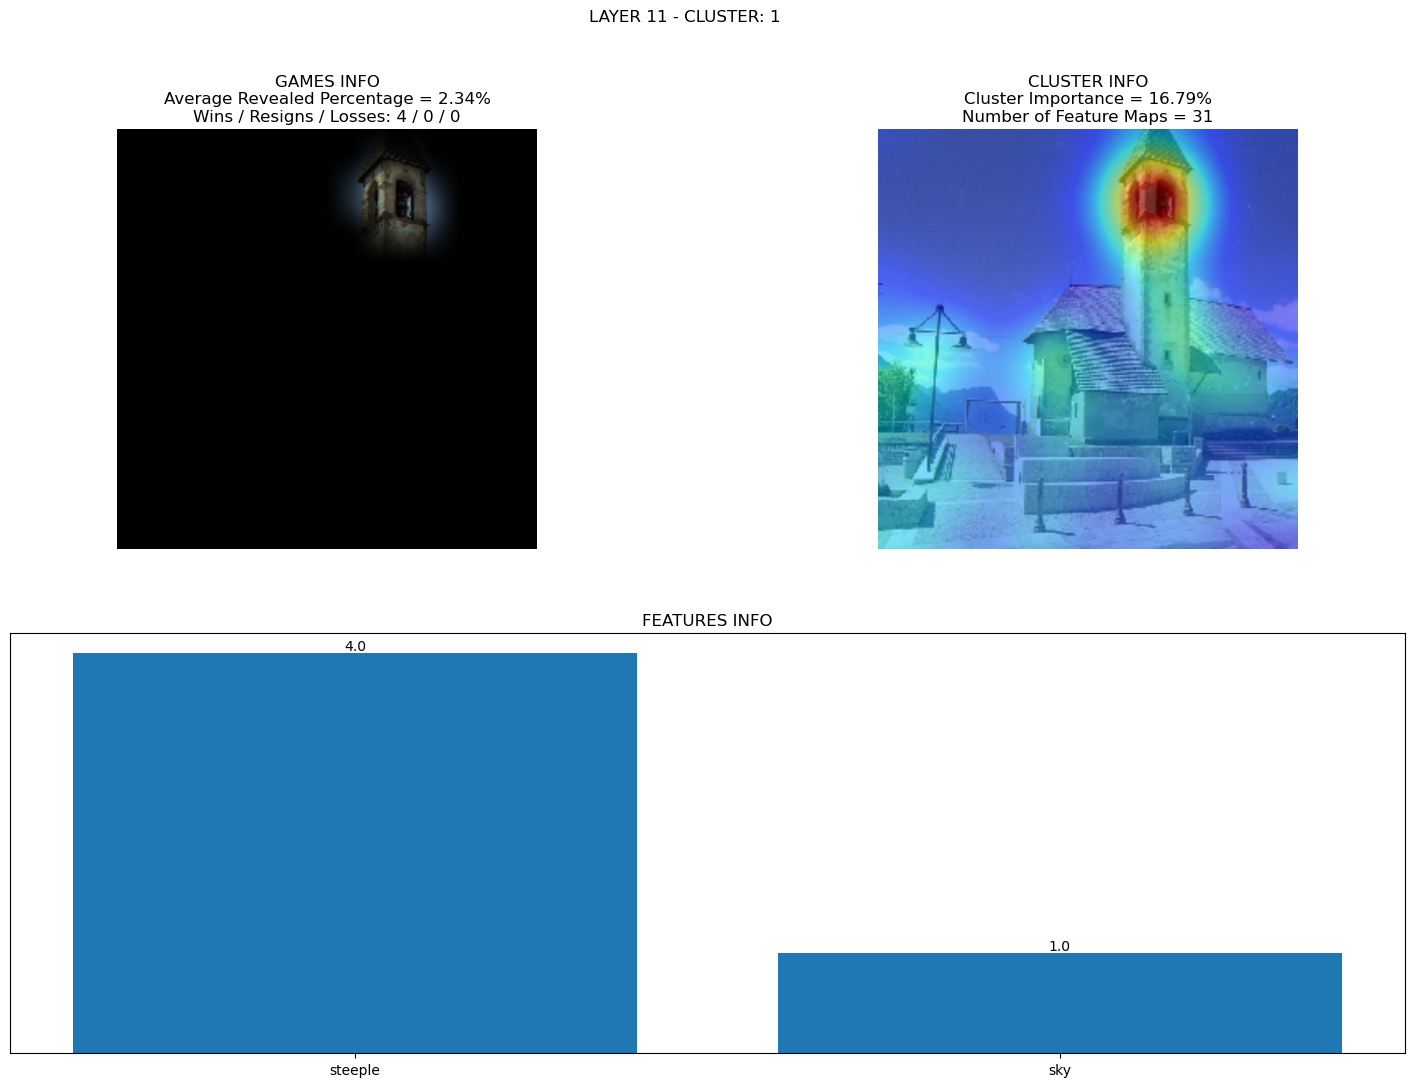 LAYER 11 - CLUSTER: 1
GAMES INFO
Average Revealed Percentage = 2.34%
Wins / Resigns / Losses: 4 / 0 / 0
CLUSTER INFO
Cluster Importance = 16.79%
Number of Feature Maps = 31
FEATURES INFO
4.0
1.0
steeple
sky